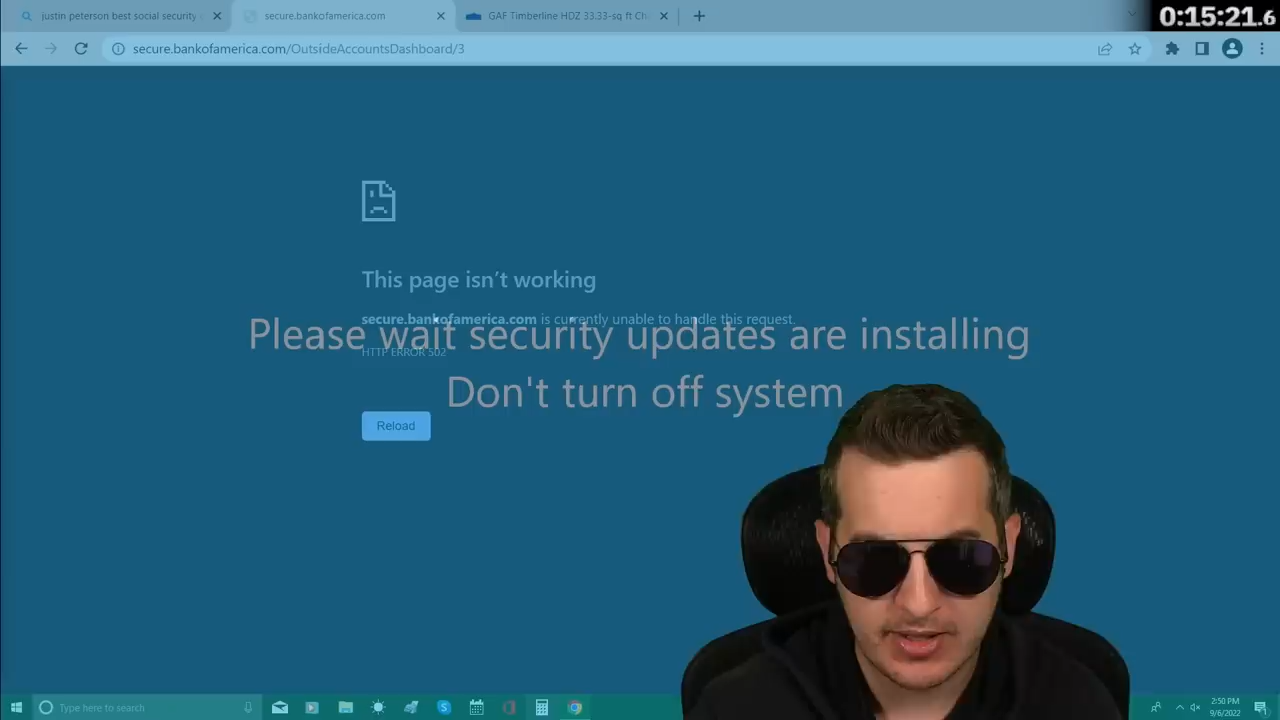 justin peterson best social security
secure.bankofamerica.com
GAF Timberline HDZ 33.33-sq ft Ch
0:15:21.6
secure.bankofamerica.com/OutsideAccountsDashboard/3
This page isn't working
secure.bankofamerica.com is currently unable to handle this request.
Please wait security updates are installing
HTTP ERROR 502
Don't turn off system
Reload
Type here to search
2:50 PM
9/6/2022